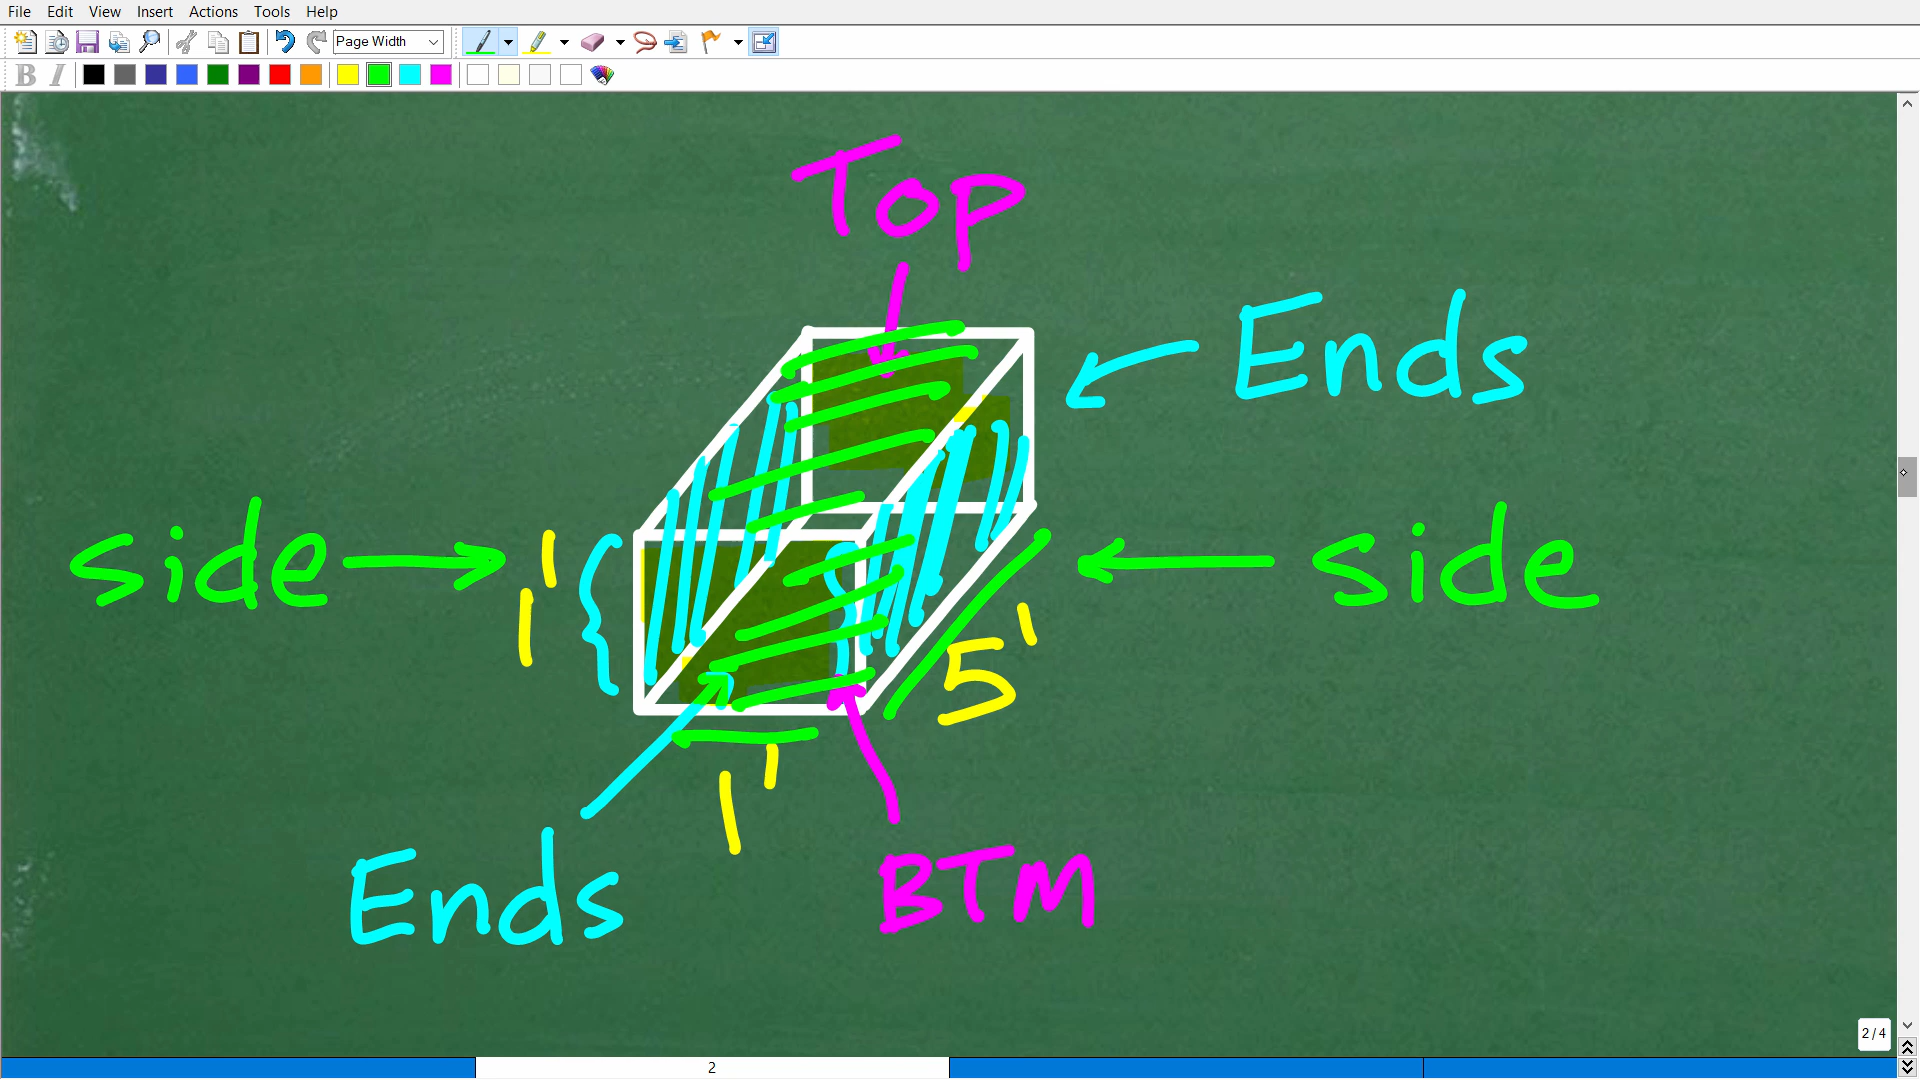 File Edit View Insert Actions Tools Help
Page Width
B I
Top
Ends
side
1'
side
5'
1'
Ends
BTM
2/4
2